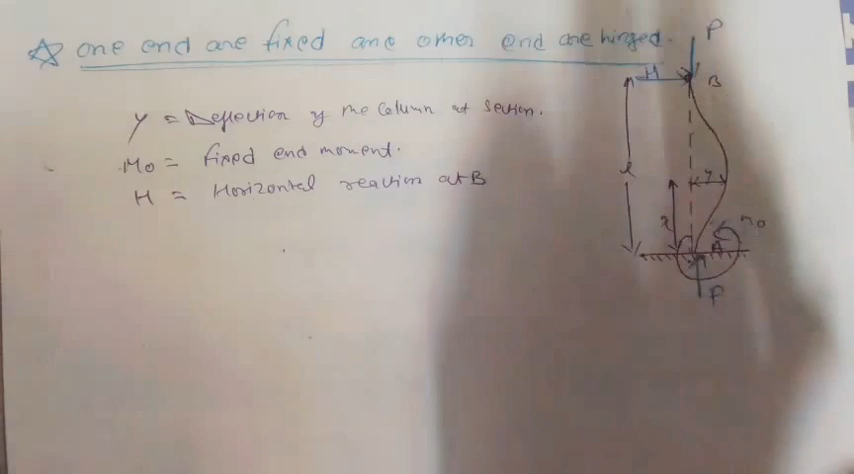 one end are fixed and other end are hinged.
P
H
B
y = Deflection of the Column at section.
Mo = fixed end moment.
H = Horizontal reaction at B
l
y
x
Mo
A
P